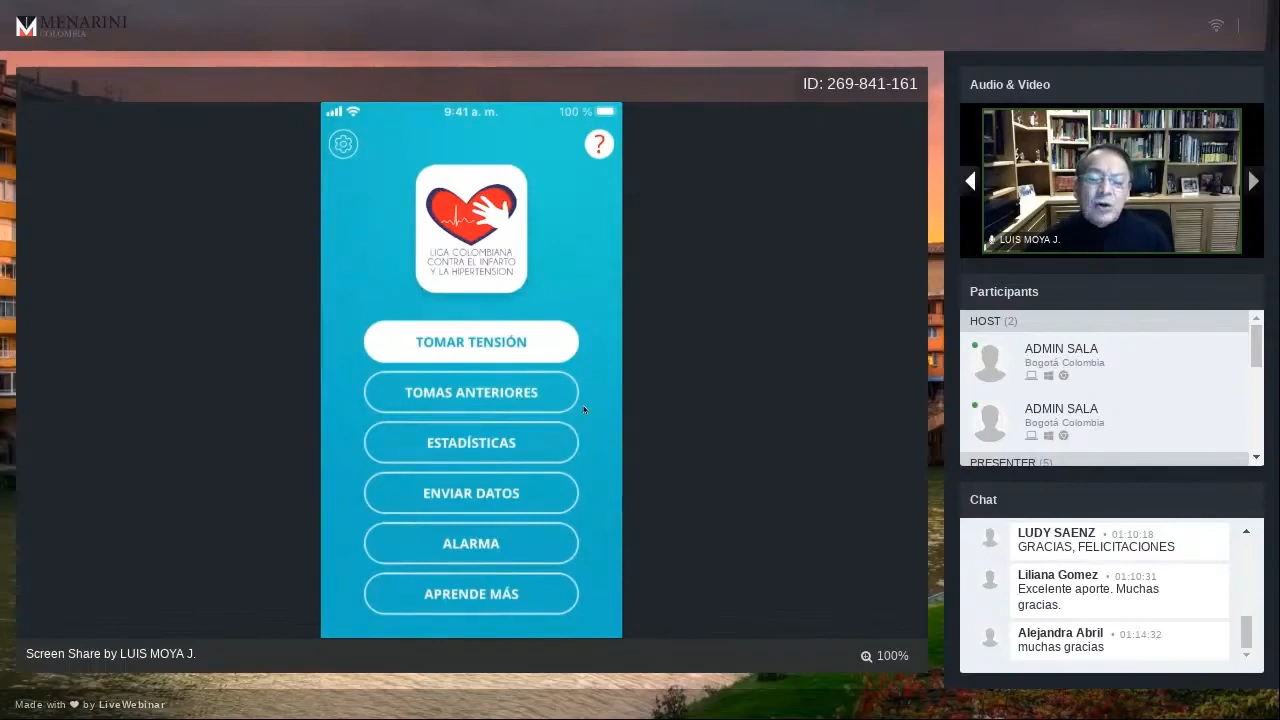 MENARINI
COLOMBIA
ID: 269-841-161
9:41 a. m.
100 %
?
LIGA COLOMBIANA
CONTRA EL INFARTO
Y LA HIPERTENSION
TOMAR TENSIÓN
TOMAS ANTERIORES
ESTADÍSTICAS
ENVIAR DATOS
ALARMA
APRENDE MÁS
Screen Share by LUIS MOYA J.
100%
Made with ❤ by LiveWebinar
Audio & Video
LUIS MOYA J.
Participants
HOST (2)
ADMIN SALA
Bogotá Colombia
ADMIN SALA
Bogotá Colombia
PRESENTER (5)
Chat
LUDY SAENZ • 01:10:18
GRACIAS, FELICITACIONES
Liliana Gomez • 01:10:31
Excelente aporte. Muchas
gracias.
Alejandra Abril • 01:14:32
muchas gracias